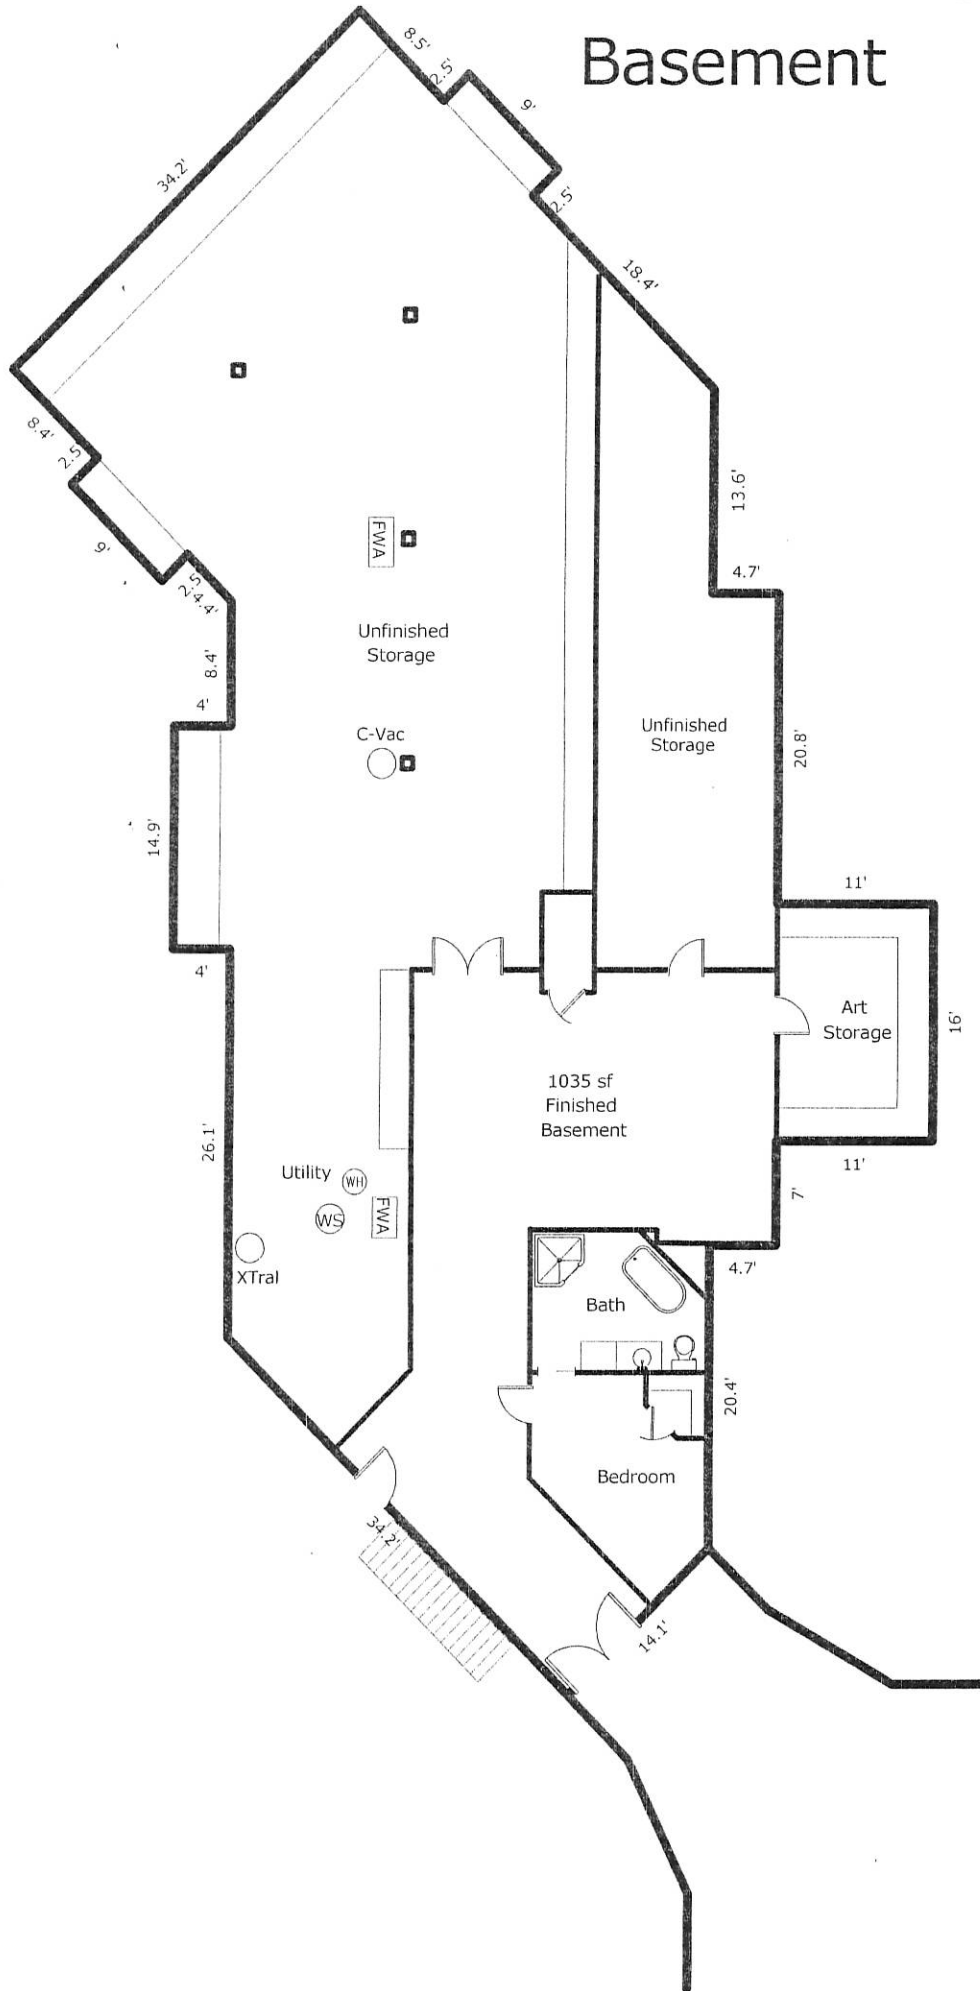 Basement
8.5'
2.5'
9'
34.2'
2.5'
18.4'
8.4'
2.5'
13.6'
FWA
9'
2.5'
4.4'
4.7'
Unfinished
Storage
8.4'
4'
C-Vac
Unfinished
Storage
20.8'
14.9'
11'
4'
Art
Storage
16'
1035 sf
Finished
Basement
26.1'
Utility
WH
11'
7'
WS
FWA
XTral
4.7'
Bath
20.4'
Bedroom
34.2'
14.1'